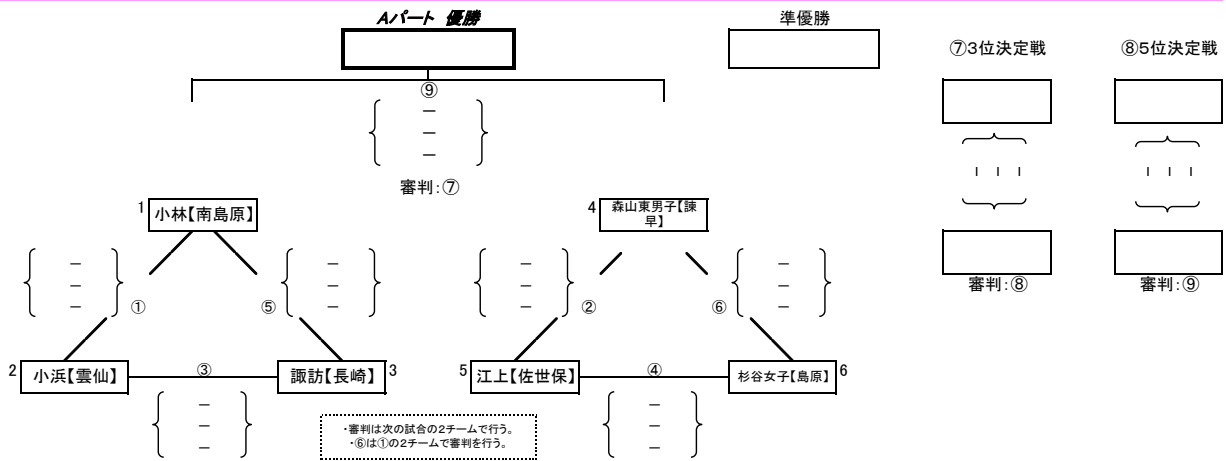 Aパート 優勝
準優勝
⑦3位決定戦
⑧5位決定戦
⑨
－
－
－
審判:⑦
1 小林【南島原】
4 森山東男子【諫
早】
－
－
－
①
⑤
－
－
－
－
－
－
②
⑥
－
－
－
審判:⑧
審判:⑨
2 小浜【雲仙】
③
諏訪【長崎】 3
5 江上【佐世保】
④
杉谷女子【島原】 6
－
－
－
・審判は次の試合の2チームで行う。
・⑥は①の2チームで審判を行う。
－
－
－